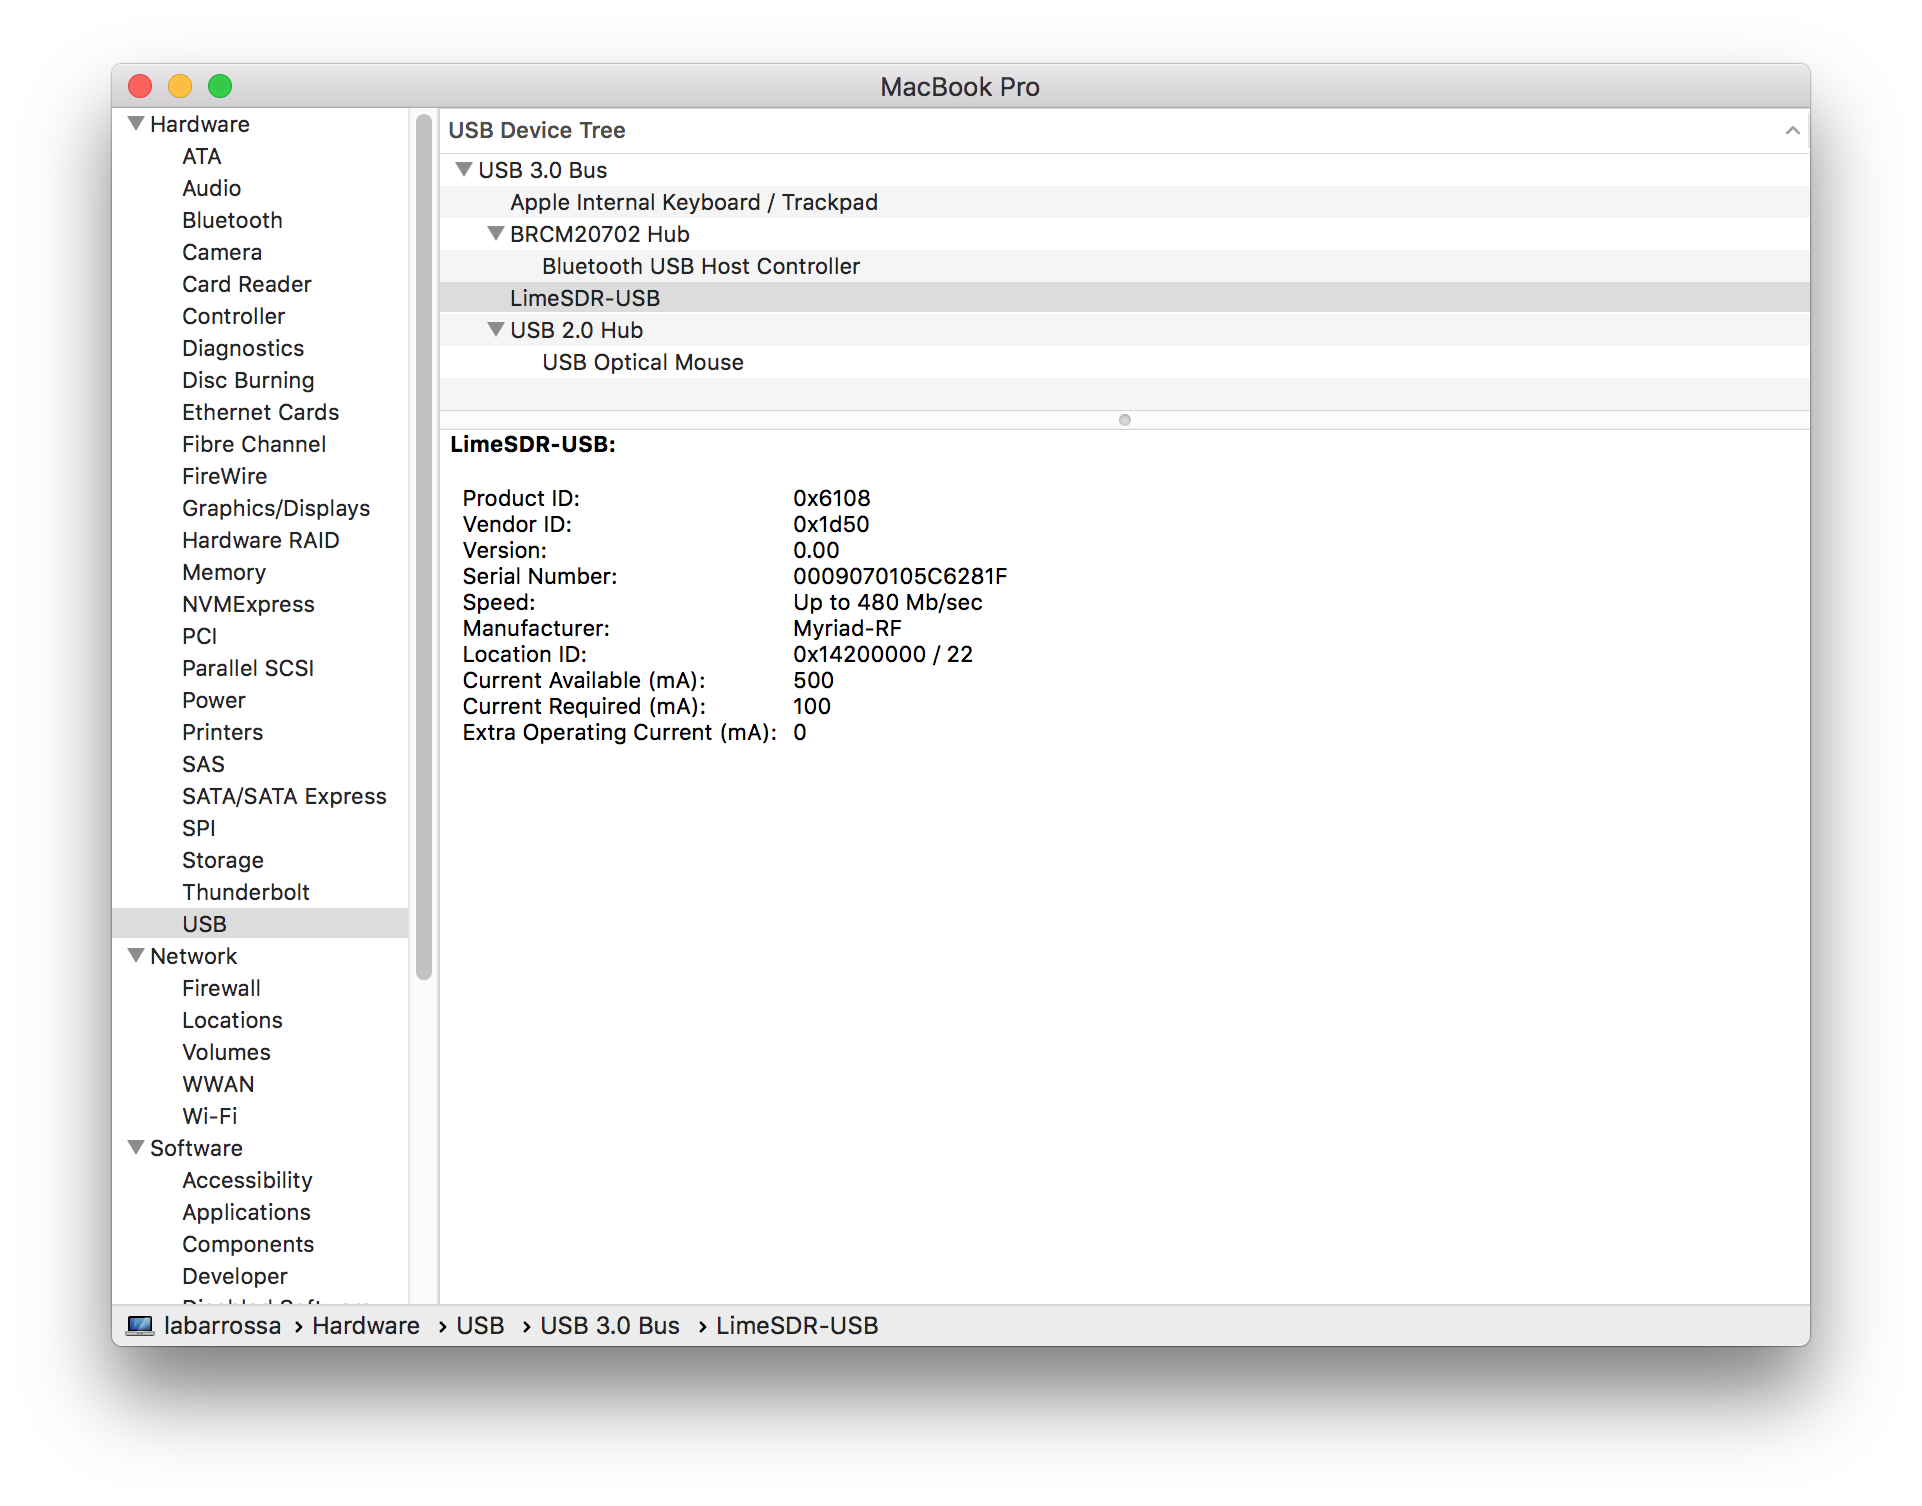 MacBook Pro
Hardware
ATA
Audio
Bluetooth
Camera
Card Reader
Controller
Diagnostics
Disc Burning
Ethernet Cards
Fibre Channel
FireWire
Graphics/Displays
Hardware RAID
Memory
NVMExpress
PCI
Parallel SCSI
Power
Printers
SAS
SATA/SATA Express
SPI
Storage
Thunderbolt
USB
Network
Firewall
Locations
Volumes
WWAN
Wi-Fi
Software
Accessibility
Applications
Components
Developer
USB Device Tree
USB 3.0 Bus
Apple Internal Keyboard / Trackpad
BRCM20702 Hub
Bluetooth USB Host Controller
LimeSDR-USB
USB 2.0 Hub
USB Optical Mouse
LimeSDR-USB:
Product ID: 0x6108
Vendor ID: 0x1d50
Version: 0.00
Serial Number: 0009070105C6281F
Speed: Up to 480 Mb/sec
Manufacturer: Myriad-RF
Location ID: 0x14200000 / 22
Current Available (mA): 500
Current Required (mA): 100
Extra Operating Current (mA): 0
labarrossa › Hardware › USB › USB 3.0 Bus › LimeSDR-USB